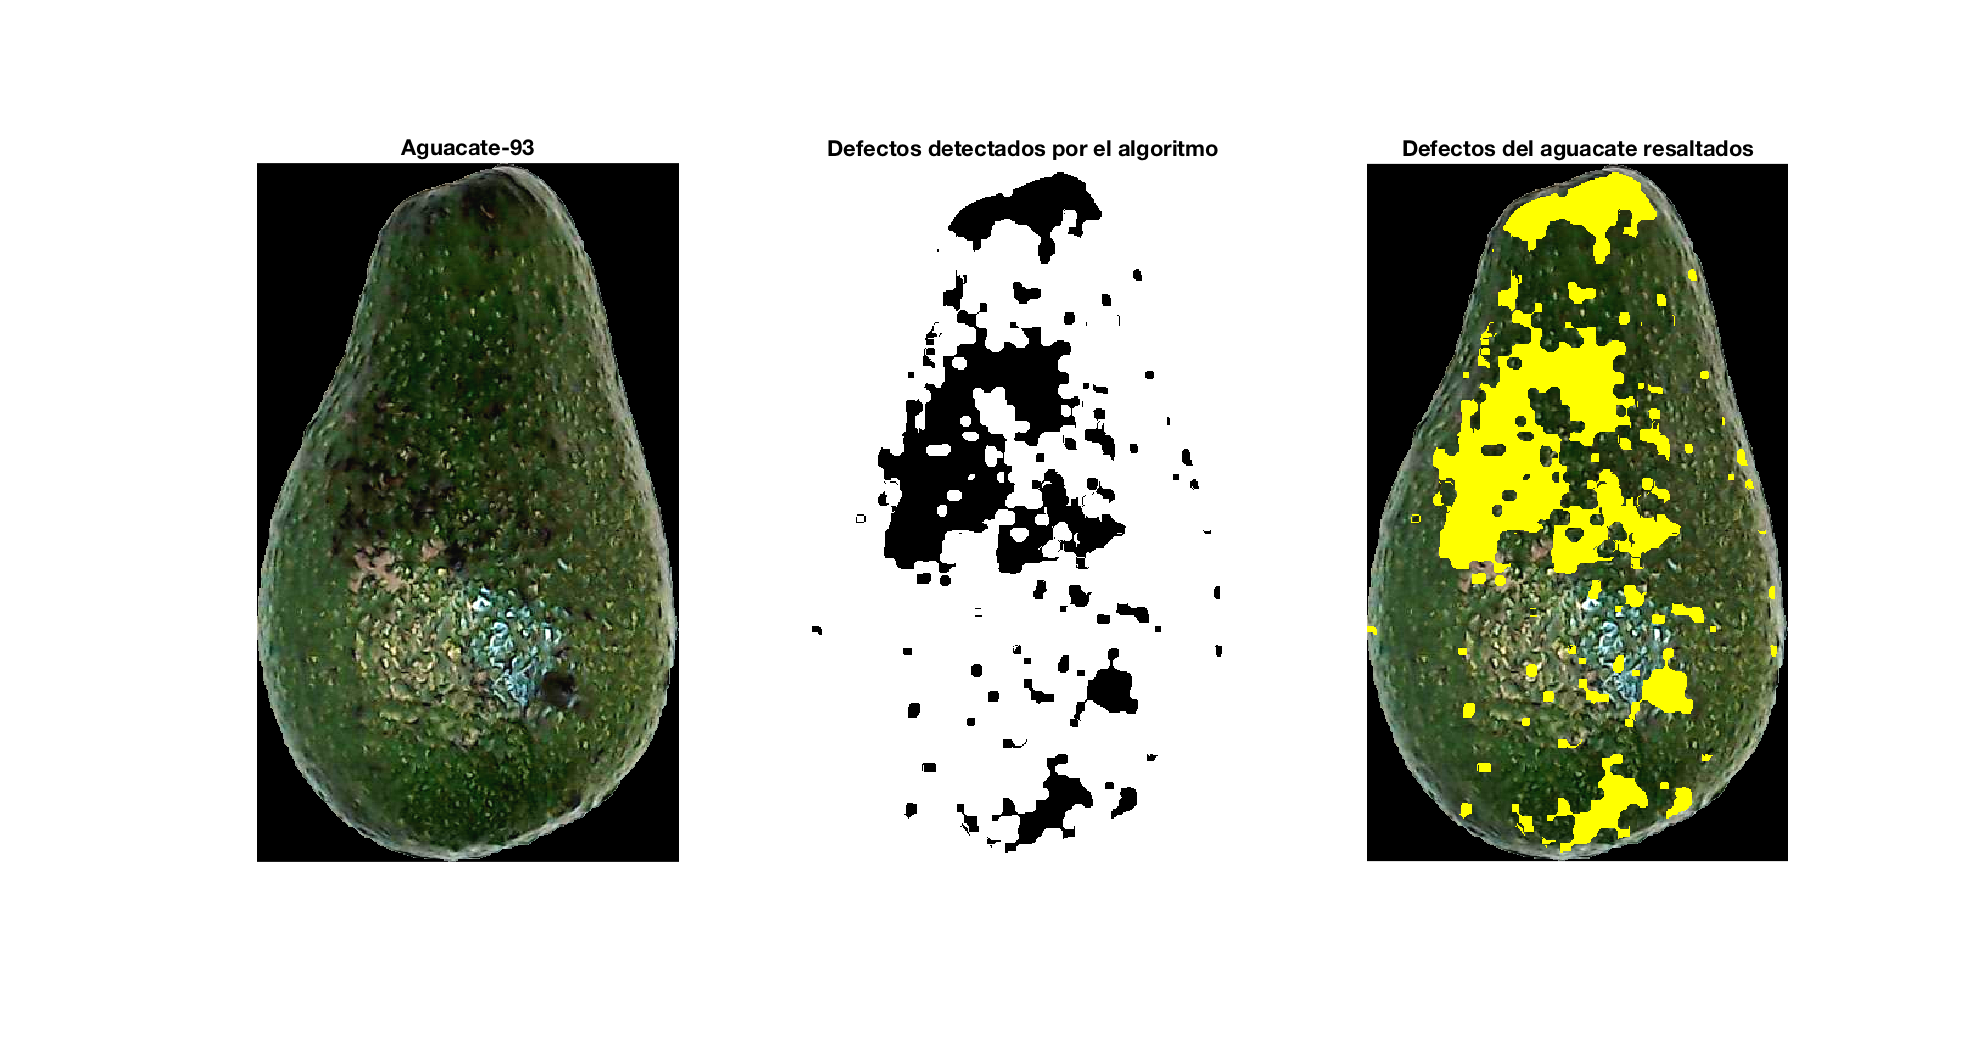 Aguacate-93
Defectos detectados por el algoritmo
Defectos del aguacate resaltados